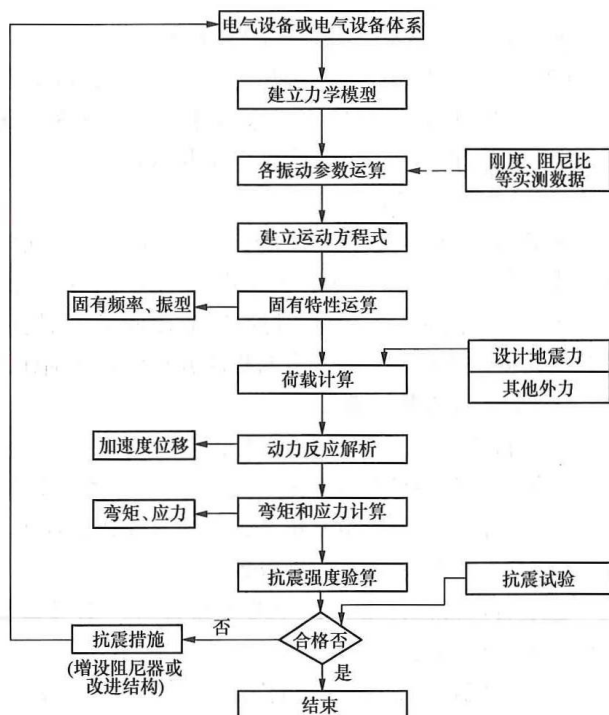 电气设备或电气设备体系
建立力学模型
各振动参数运算
刚度、阻尼比
等实测数据
建立运动方程式
固有频率、振型
固有特性运算
设计地震力
荷载计算
其他外力
加速度位移
动力反应解析
弯矩、应力
弯矩和应力计算
抗震强度验算
抗震试验
抗震措施
否
合格否
(增设阻尼器或
改进结构)
是
结束